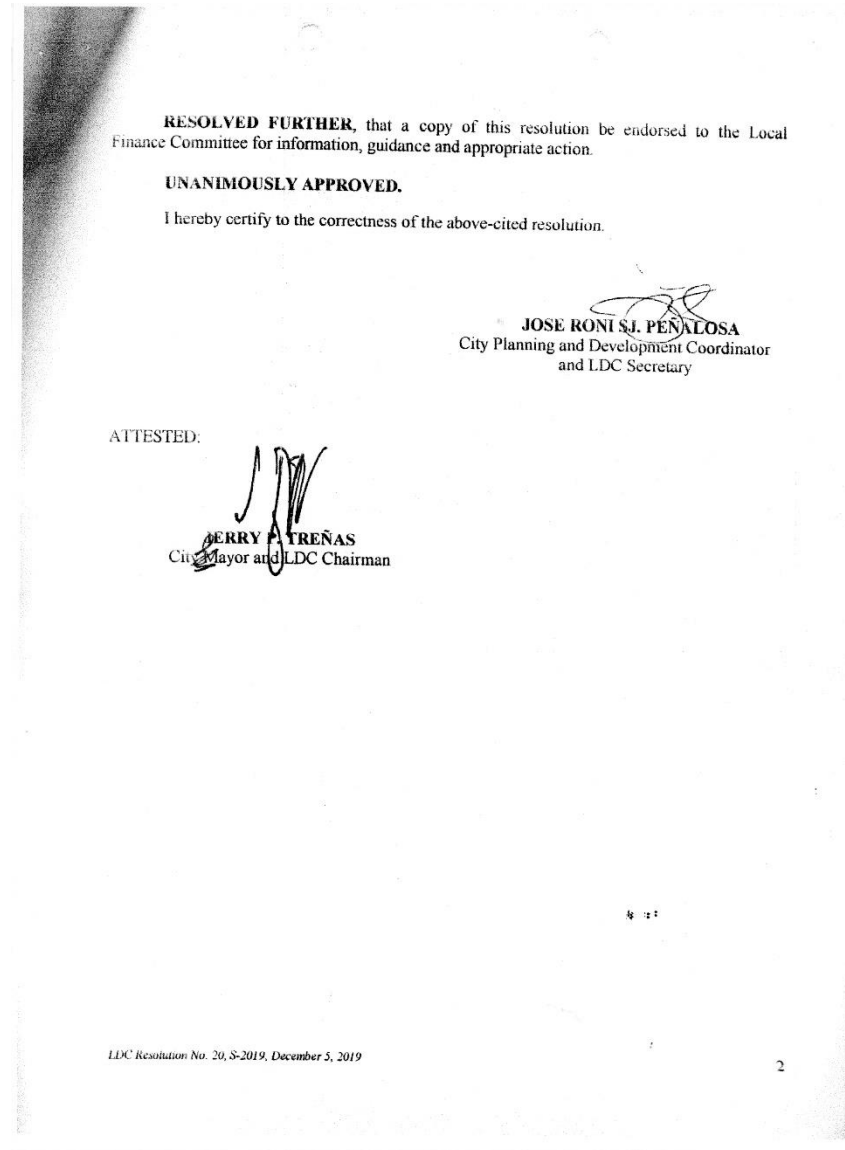 RESOLVED FURTHER, that a copy of this resolution be endorsed to the Local
Finance Committee for information, guidance and appropriate action.
UNANIMOUSLY APPROVED.
I hereby certify to the correctness of the above-cited resolution.
JOSE RONI SJ. PEÑALOSA
City Planning and Development Coordinator
and LDC Secretary
ATTESTED:
JERRY P. TREÑAS
City Mayor and LDC Chairman
LDC Resolution No. 20, S-2019, December 5, 2019
2